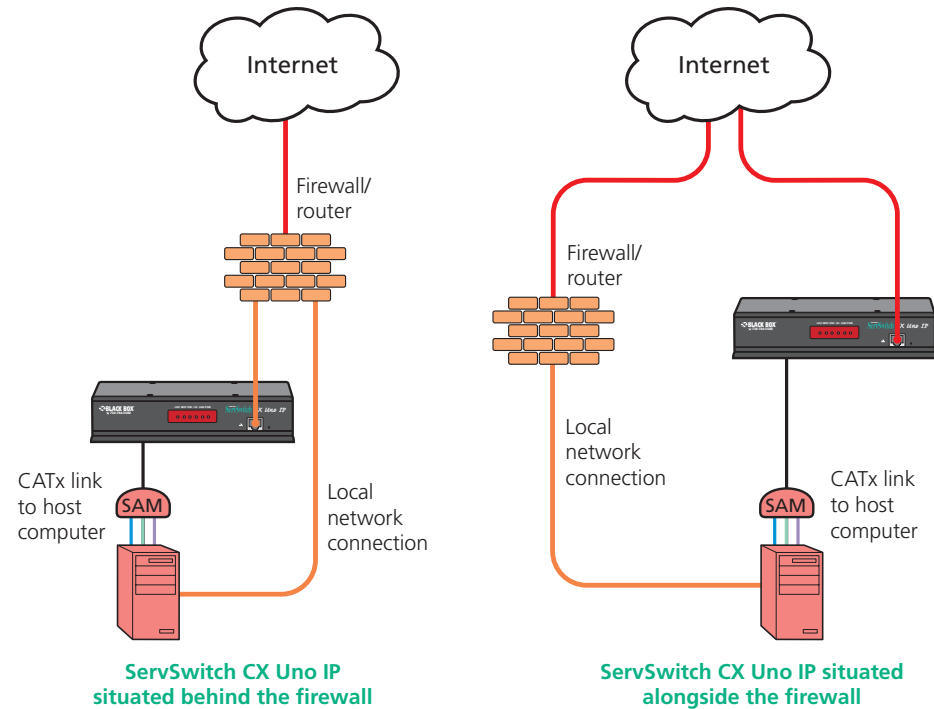 Internet
Firewall/
router
BLACK BOX
ServSwitch CX Uno IP
CATx link
to host
computer
SAM
Local
network
connection
ServSwitch CX Uno IP
situated behind the firewall
Internet
Firewall/
router
BLACK BOX
ServSwitch CX Uno IP
Local
network
connection
CATx link
to host
computer
SAM
ServSwitch CX Uno IP situated
alongside the firewall